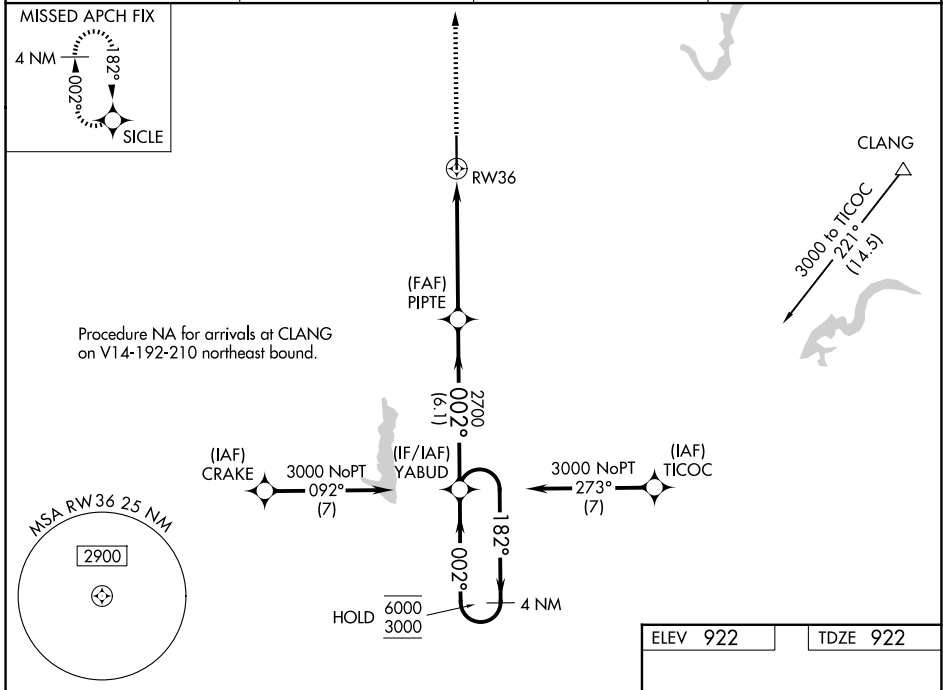 MISSED APCH FIX
4 NM
002°
182°
SICLE
RW36
CLANG
3000 to TICOC
221°
(14.5)
(FAF)
PIPTE
Procedure NA for arrivals at CLANG
on V14-192-210 northeast bound.
2700
002°
(6.1)
(IAF)
CRAKE
3000 NoPT
092°
(7)
(IF/IAF)
YABUD
3000 NoPT
273°
(7)
(IAF)
TICOC
MSA RW36 25 NM
2900
002°
182°
HOLD
6000
3000
4 NM
ELEV 922
TDZE 922